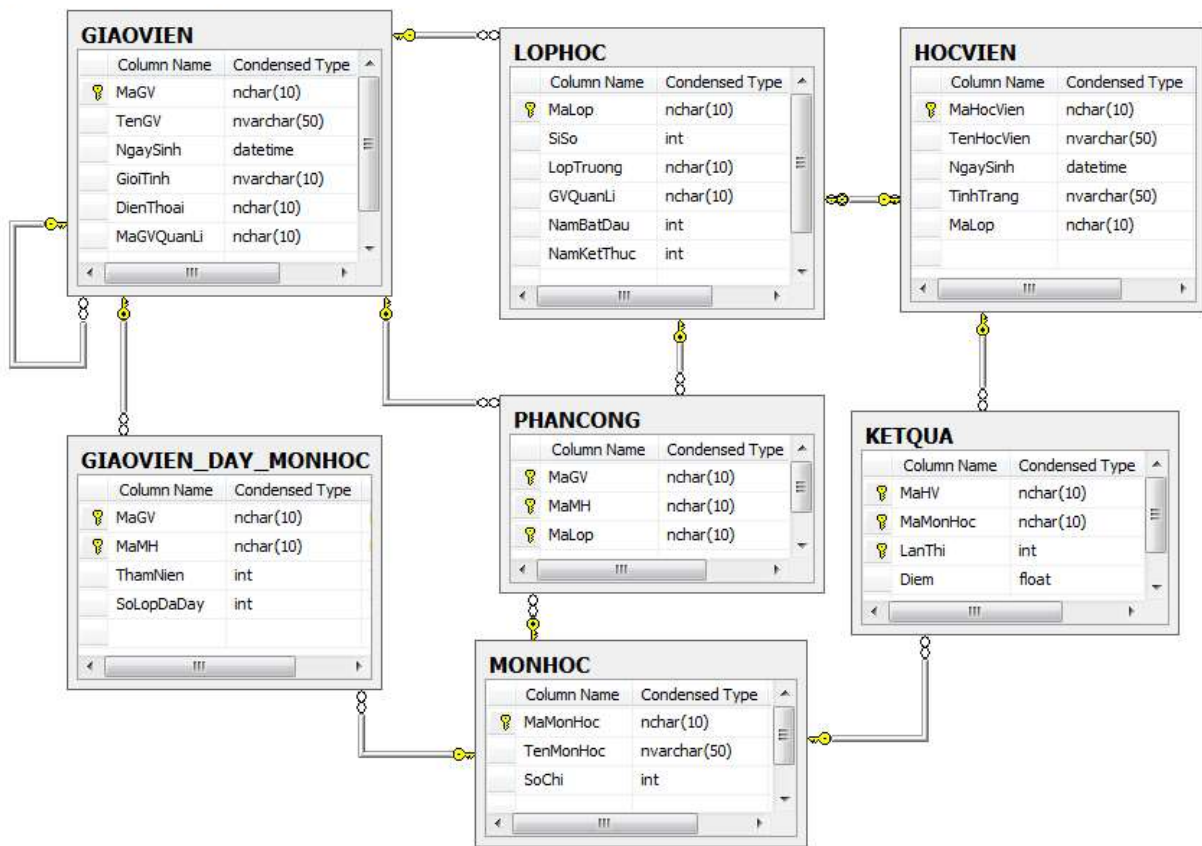 GIAOVIEN
Column Name Condensed Type
MaGV nchar(10)
TenGV nvarchar(50)
NgaySinh datetime
GioiTinh nvarchar(10)
DienThoai nchar(10)
MaGVQuanLi nchar(10)
LOPHOC
Column Name Condensed Type
MaLop nchar(10)
SiSo int
LopTruong nchar(10)
GVQuanLi nchar(10)
NamBatDau int
NamKetThuc int
HOCVIEN
Column Name Condensed Type
MaHocVien nchar(10)
TenHocVien nvarchar(50)
NgaySinh datetime
TinhTrang nvarchar(50)
MaLop nchar(10)
GIAOVIEN_DAY_MONHOC
Column Name Condensed Type
MaGV nchar(10)
MaMH nchar(10)
ThamNien int
SoLopDaDay int
PHANCONG
Column Name Condensed Type
MaGV nchar(10)
MaMH nchar(10)
MaLop nchar(10)
KETQUA
Column Name Condensed Type
MaHV nchar(10)
MaMonHoc nchar(10)
LanThi int
Diem float
MONHOC
Column Name Condensed Type
MaMonHoc nchar(10)
TenMonHoc nvarchar(50)
SoChi int